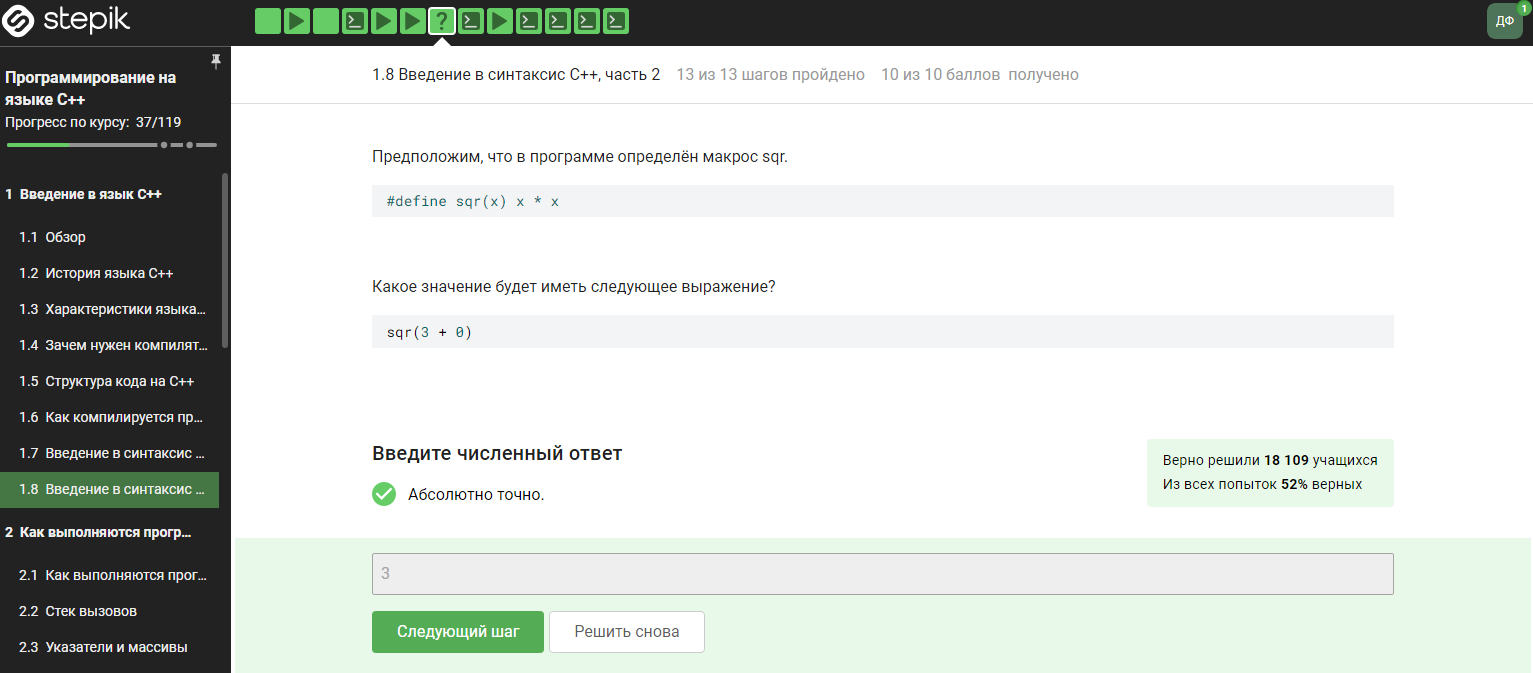 stepik
?
ДФ
1
Программирование на
языке C++
Прогресс по курсу: 37/119
1 Введение в язык C++
1.1 Обзор
1.2 История языка C++
1.3 Характеристики языка...
1.4 Зачем нужен компилят...
1.5 Структура кода на C++
1.6 Как компилируется пр...
1.7 Введение в синтаксис ...
1.8 Введение в синтаксис ...
2 Как выполняются прогр...
2.1 Как выполняются прог...
2.2 Стек вызовов
2.3 Указатели и массивы
1.8 Введение в синтаксис C++, часть 2 13 из 13 шагов пройдено 10 из 10 баллов получено
Предположим, что в программе определён макрос sqr.
#define sqr(x) x * x
Какое значение будет иметь следующее выражение?
sqr(3 + 0)
Введите численный ответ
Абсолютно точно.
Верно решили 18 109 учащихся
Из всех попыток 52% верных
3
Следующий шаг
Решить снова